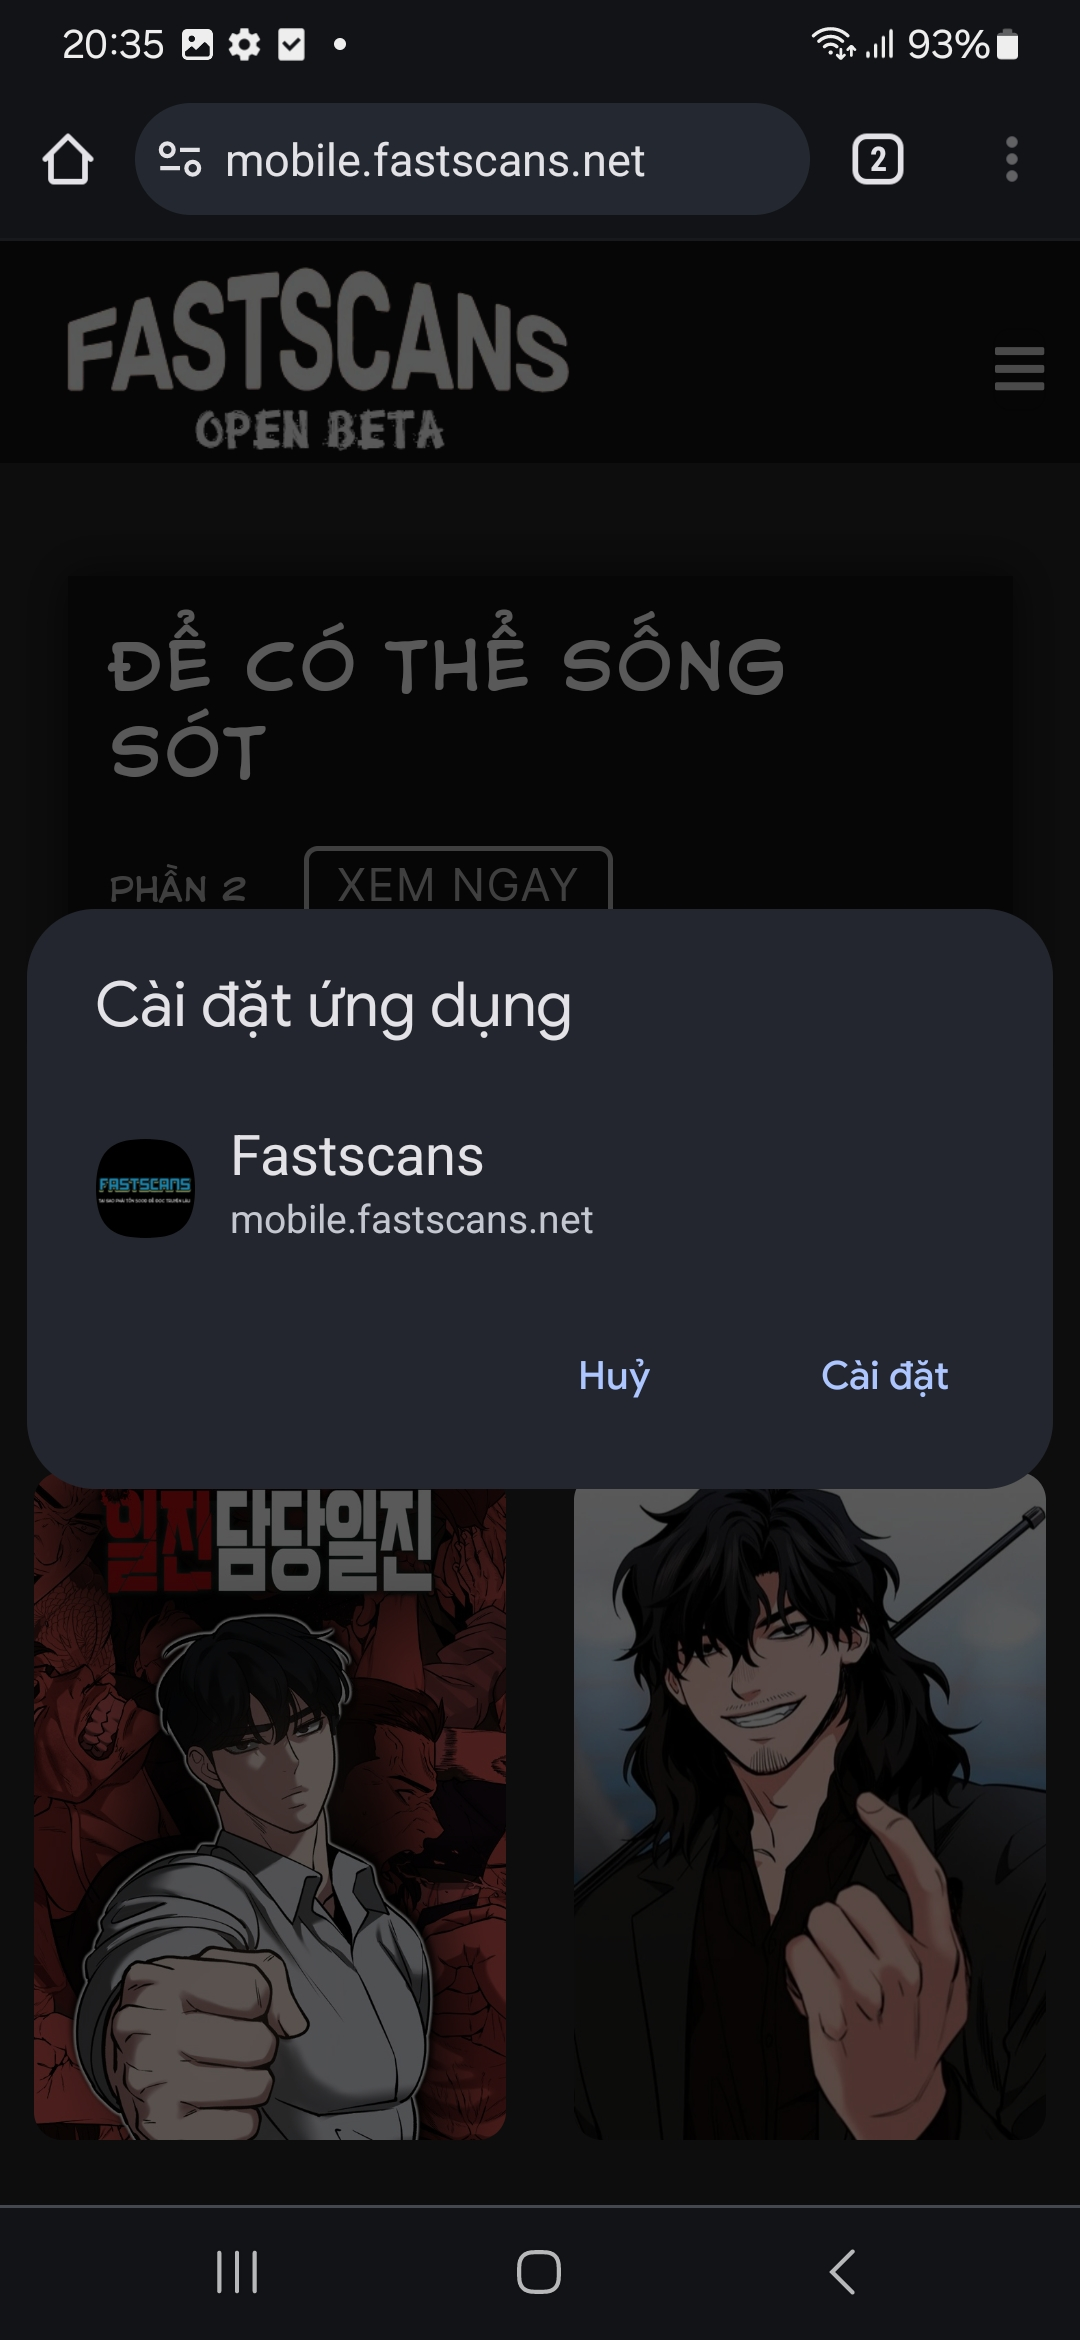 20:35
93%
mobile.fastscans.net
2
FASTSCANS
OPEN BETA
ĐỂ CÓ THỂ SỐNG
SÓT
PHẦN 2
XEM NGAY
Cài đặt ứng dụng
Fastscans
FASTSCANS
mobile.fastscans.net
Huỷ
Cài đặt
일진담당일진